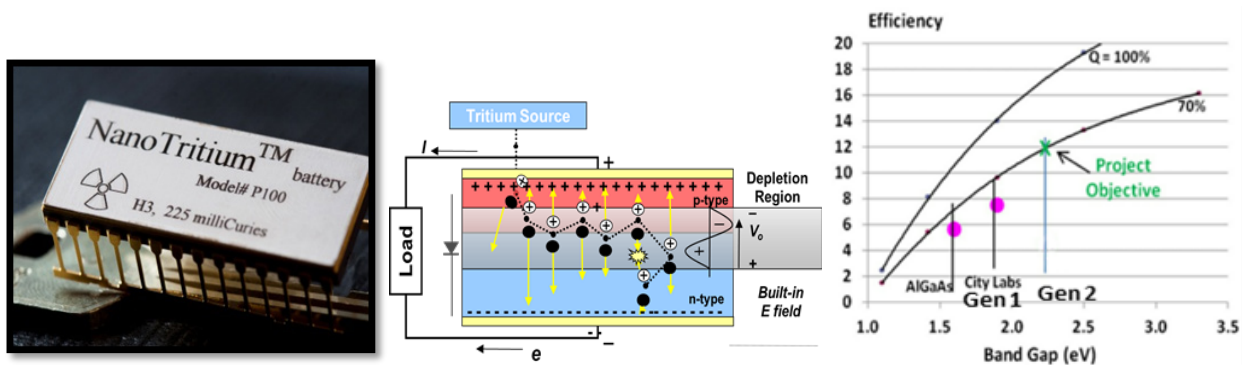 NanoTritium™
battery
Model# P100
H3, 225 milliCuries
Tritium Source
I
+
p-type
Depletion
Region
Load
V₀
n-type
Built-in
E field
e
Efficiency
20
18
16
14
12
10
8
6
4
2
0
Q = 100%
70%
Project
Objective
AlGaAs
City Labs
Gen 1
Gen 2
1.0
1.5
2.0
2.5
3.0
3.5
Band Gap (eV)